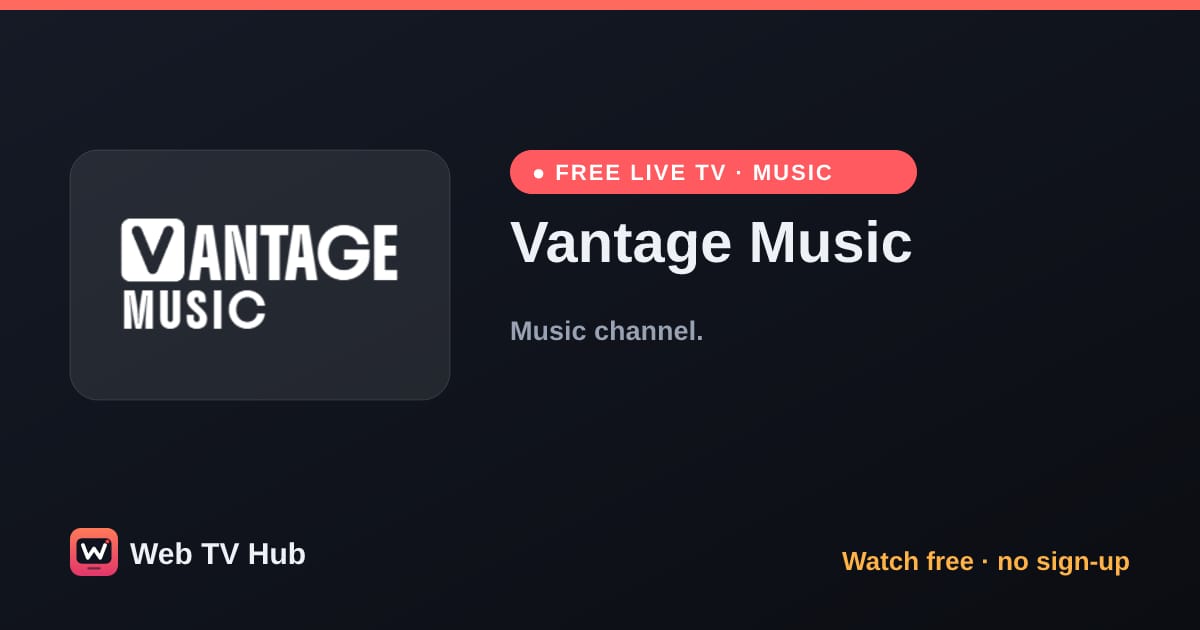 VANTAGE
MUSIC
• FREE LIVE TV · MUSIC
Vantage Music
Music channel.
W
Web TV Hub
Watch free · no sign-up